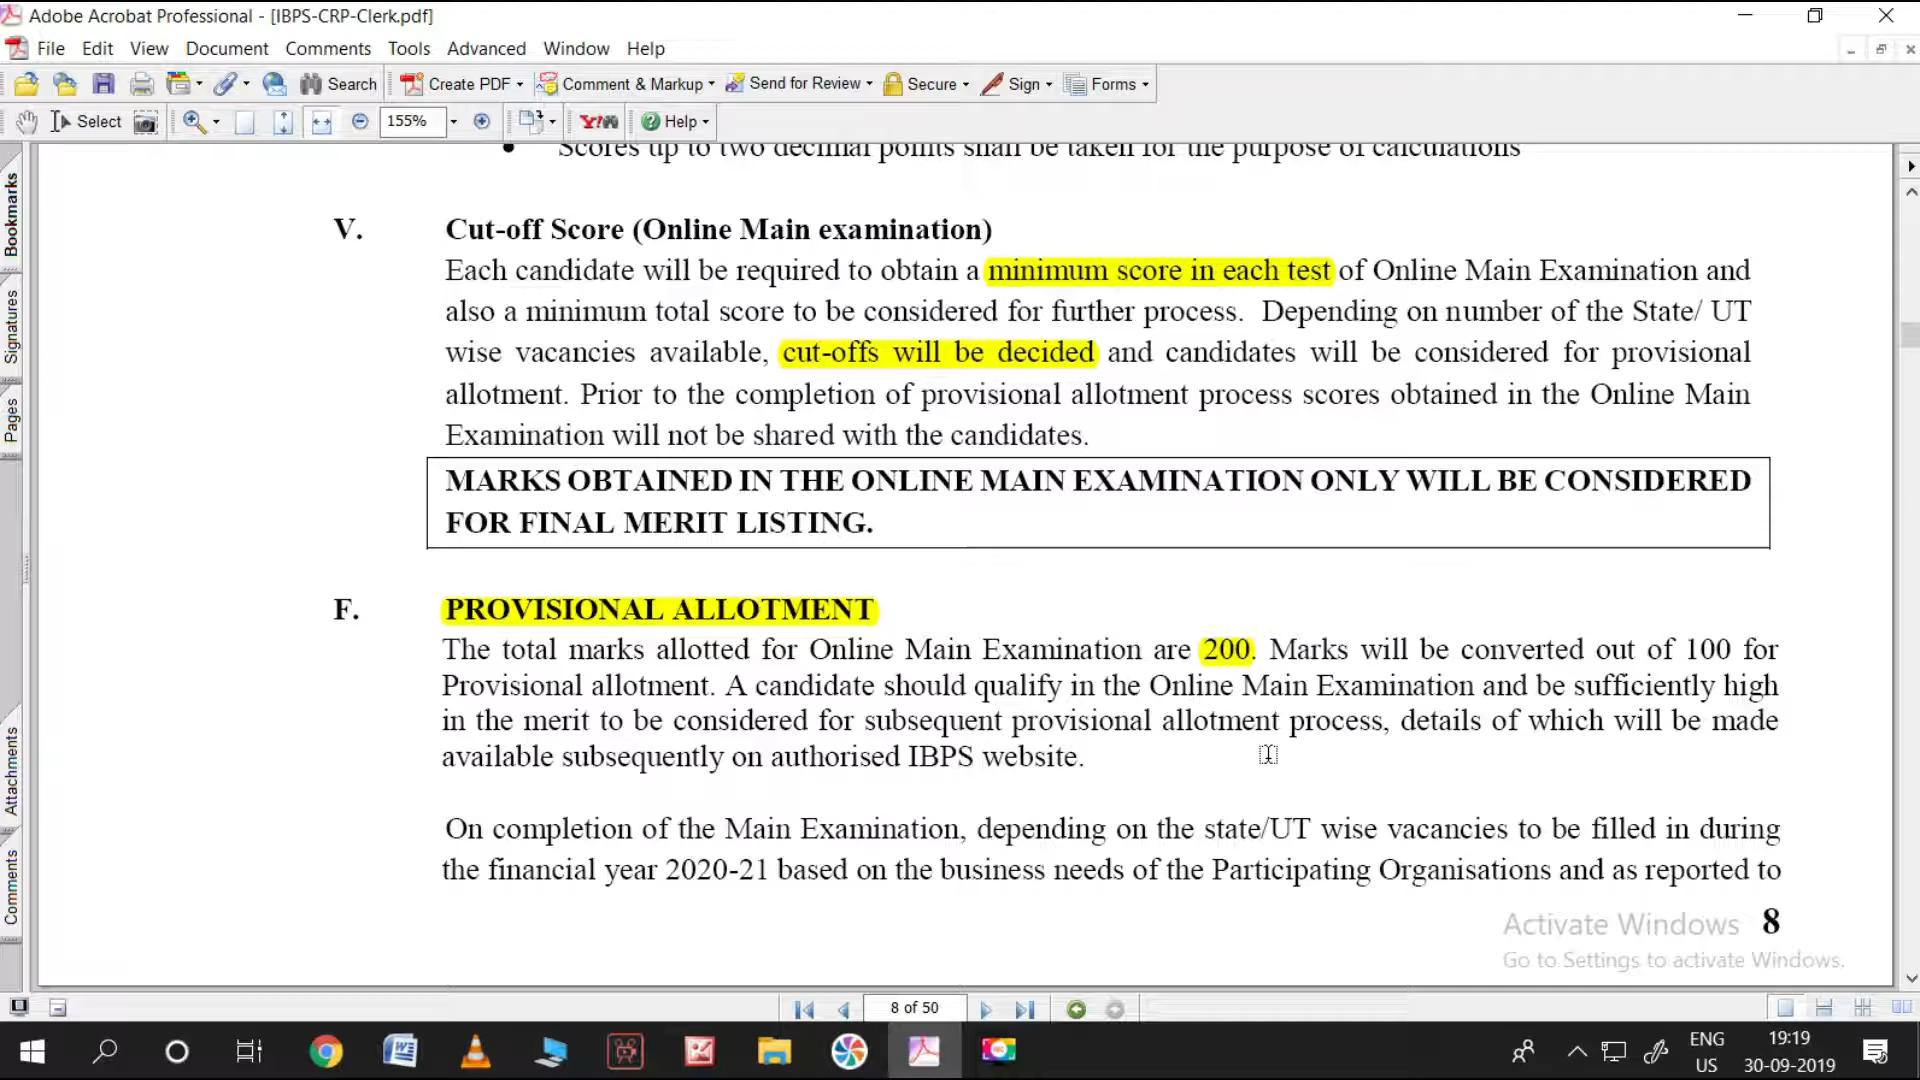 Adobe Acrobat Professional - [IBPS-CRP-Clerk.pdf]
File Edit View Document Comments Tools Advanced Window Help
Search Create PDF Comment & Markup Send for Review Secure Sign Forms
Select 155% Y! Help
Bookmarks
Signatures
Pages
Attachments
Comments
• Scores up to two decimal points shall be taken for the purpose of calculations
V. Cut-off Score (Online Main examination)
Each candidate will be required to obtain a minimum score in each test of Online Main Examination and
also a minimum total score to be considered for further process. Depending on number of the State/ UT
wise vacancies available, cut-offs will be decided and candidates will be considered for provisional
allotment. Prior to the completion of provisional allotment process scores obtained in the Online Main
Examination will not be shared with the candidates.
MARKS OBTAINED IN THE ONLINE MAIN EXAMINATION ONLY WILL BE CONSIDERED
FOR FINAL MERIT LISTING.
F. PROVISIONAL ALLOTMENT
The total marks allotted for Online Main Examination are 200. Marks will be converted out of 100 for
Provisional allotment. A candidate should qualify in the Online Main Examination and be sufficiently high
in the merit to be considered for subsequent provisional allotment process, details of which will be made
available subsequently on authorised IBPS website.
On completion of the Main Examination, depending on the state/UT wise vacancies to be filled in during
the financial year 2020-21 based on the business needs of the Participating Organisations and as reported to
Activate Windows 8
Go to Settings to activate Windows.
8 of 50
ENG 19:19
US 30-09-2019